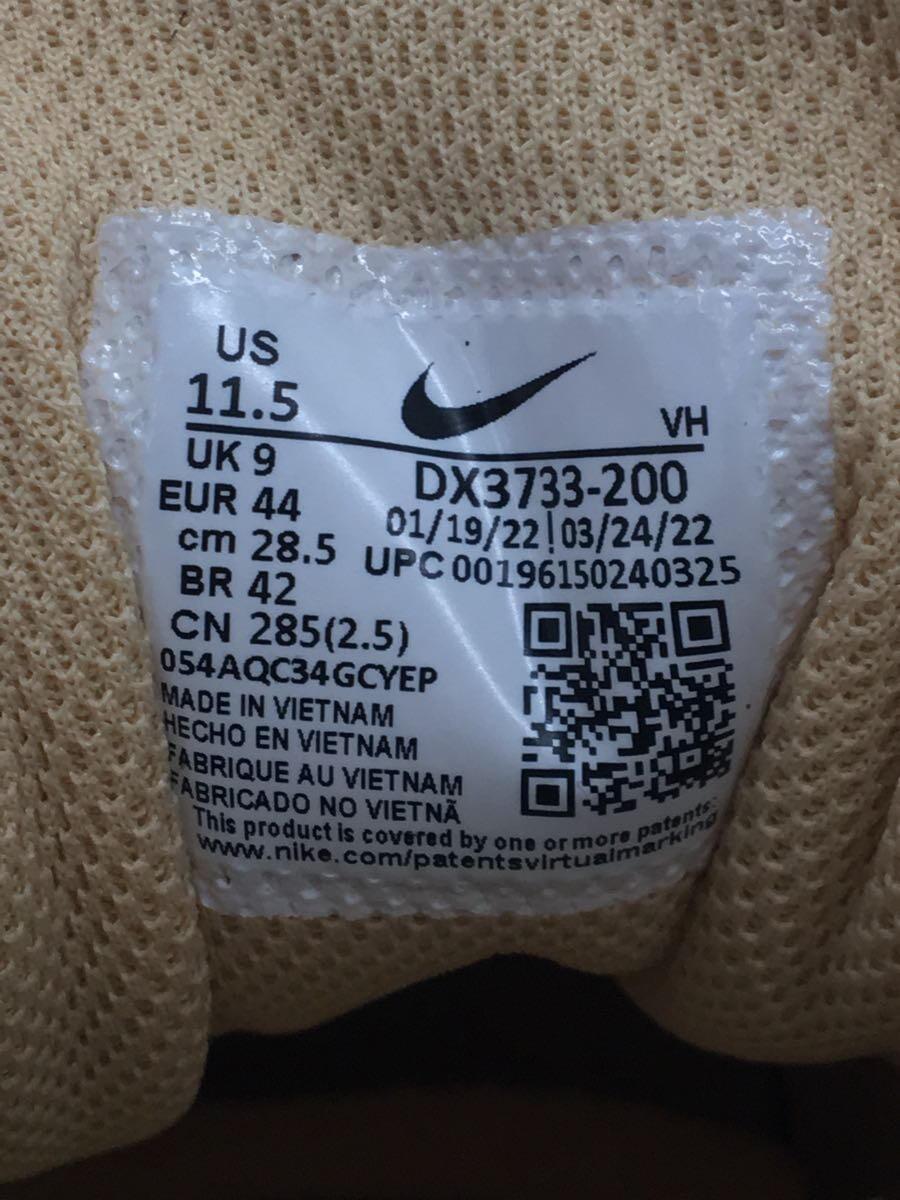 US
11.5
VH
UK 9
EUR 44
cm 28.5
BR 42
CN 285(2.5)
DX3733-200
01/19/22|03/24/22
UPC 00196150240325
054AQC34GCYEP
MADE IN VIETNAM
HECHO EN VIETNAM
FABRIQUE AU VIETNAM
FABRICADO NO VIETNÃ
This product is covered by one or more patents:
www.nike.com/patentsvirtualmarking